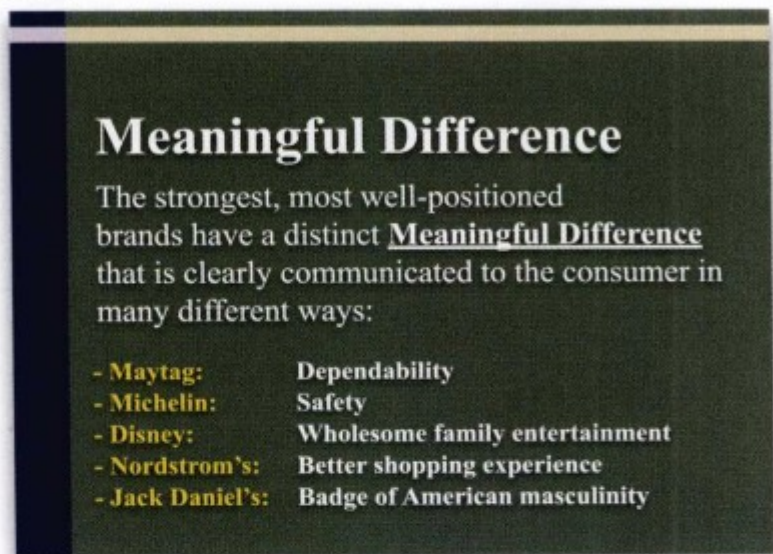 Meaningful Difference
The strongest, most well-positioned
brands have a distinct Meaningful Difference
that is clearly communicated to the consumer in
many different ways:
- Maytag: Dependability
- Michelin: Safety
- Disney: Wholesome family entertainment
- Nordstrom's: Better shopping experience
- Jack Daniel's: Badge of American masculinity